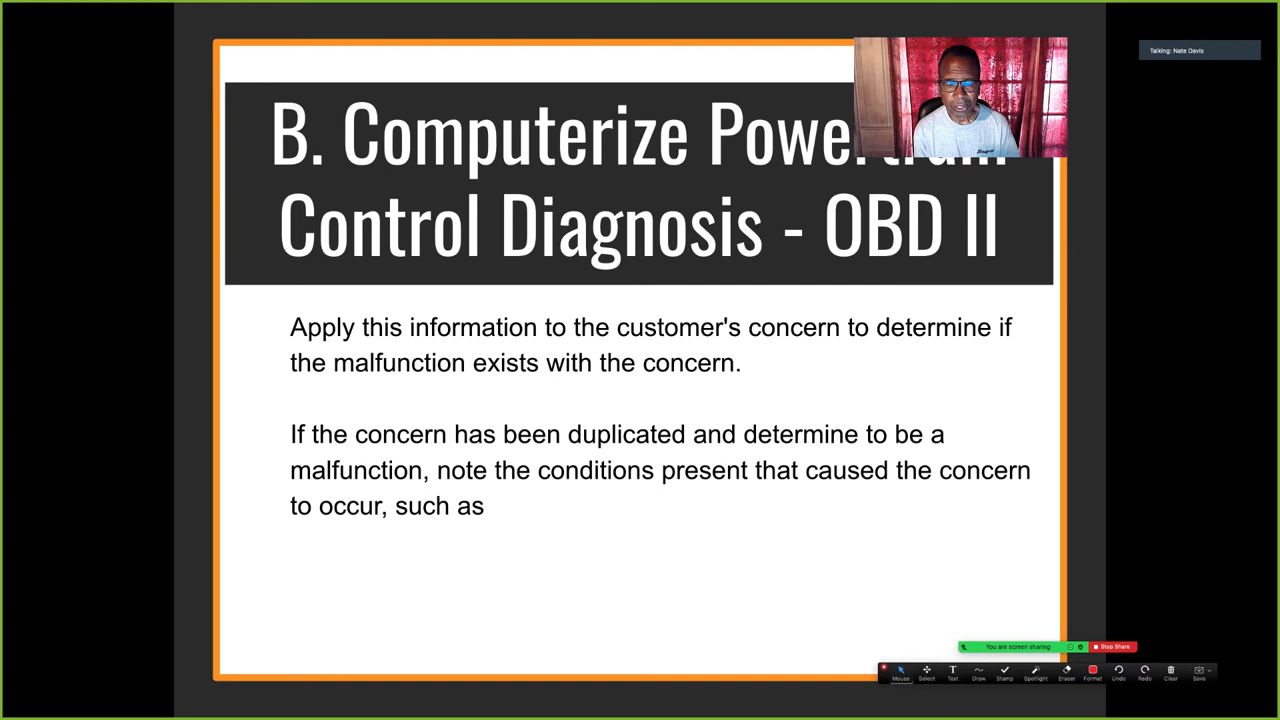 Talking: Nate Davis
B. Computerize
Control Diagnosis - OBD II
Apply this information to the customer's concern to determine if
the malfunction exists with the concern.
If the concern has been duplicated and determine to be a
malfunction, note the conditions present that caused the concern
to occur, such as
You are screen sharing Stop Share
Mouse Select Text Draw Stamp Spotlight Eraser Format Undo Redo Clear Save